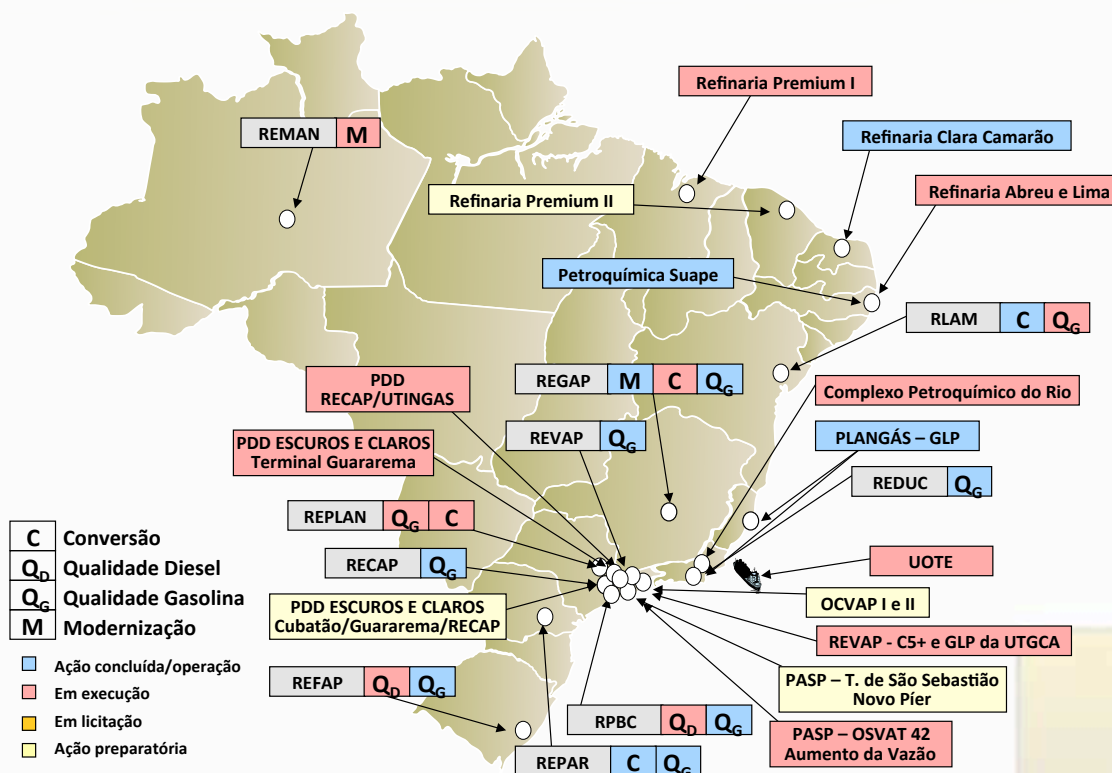 Refinaria Premium I
REMAN M
Refinaria Clara Camarão
Refinaria Premium II
Refinaria Abreu e Lima
Petroquímica Suape
RLAM C QG
PDD
RECAP/UTINGAS
REGAP M C QG
Complexo Petroquímico do Rio
PDD ESCUROS E CLAROS
Terminal Guararema
REVAP QG
PLANGÁS – GLP
REDUC QG
REPLAN QG C
RECAP QG
UOTE
PDD ESCUROS E CLAROS
Cubatão/Guararema/RECAP
OCVAP I e II
REVAP - C5+ e GLP da UTGCA
PASP – T. de São Sebastião
Novo Píer
REFAP QD QG
RPBC QD QG
PASP – OSVAT 42
Aumento da Vazão
REPAR C QG
C Conversão
QD Qualidade Diesel
QG Qualidade Gasolina
M Modernização
Ação concluída/operação
Em execução
Em licitação
Ação preparatória